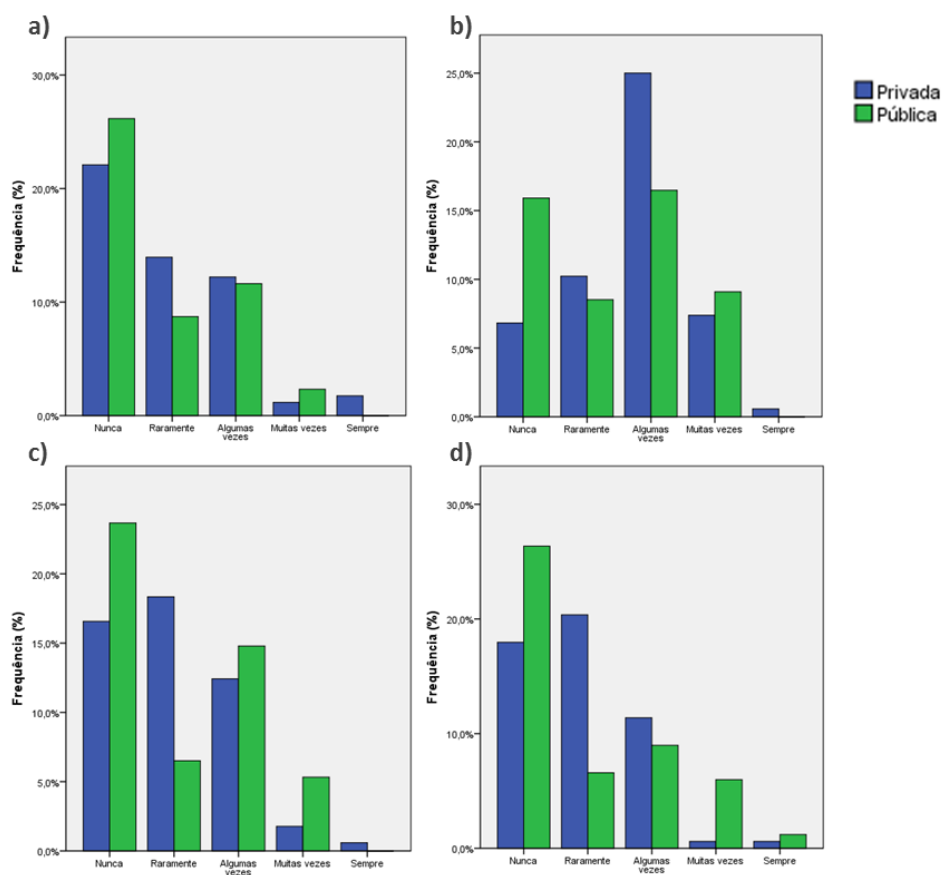 a)
Frequência (%)
30,0%
20,0%
10,0%
0,0%
Nunca
Raramente
Algumas
vezes
Muitas vezes
Sempre
b)
Frequência (%)
25,0%
20,0%
15,0%
10,0%
5,0%
0,0%
Nunca
Raramente
Algumas
vezes
Muitas vezes
Sempre
Privada
Pública
c)
Frequência (%)
25,0%
20,0%
15,0%
10,0%
5,0%
0,0%
Nunca
Raramente
Algumas
vezes
Muitas vezes
Sempre
d)
Frequência (%)
30,0%
20,0%
10,0%
0,0%
Nunca
Raramente
Algumas
vezes
Muitas vezes
Sempre